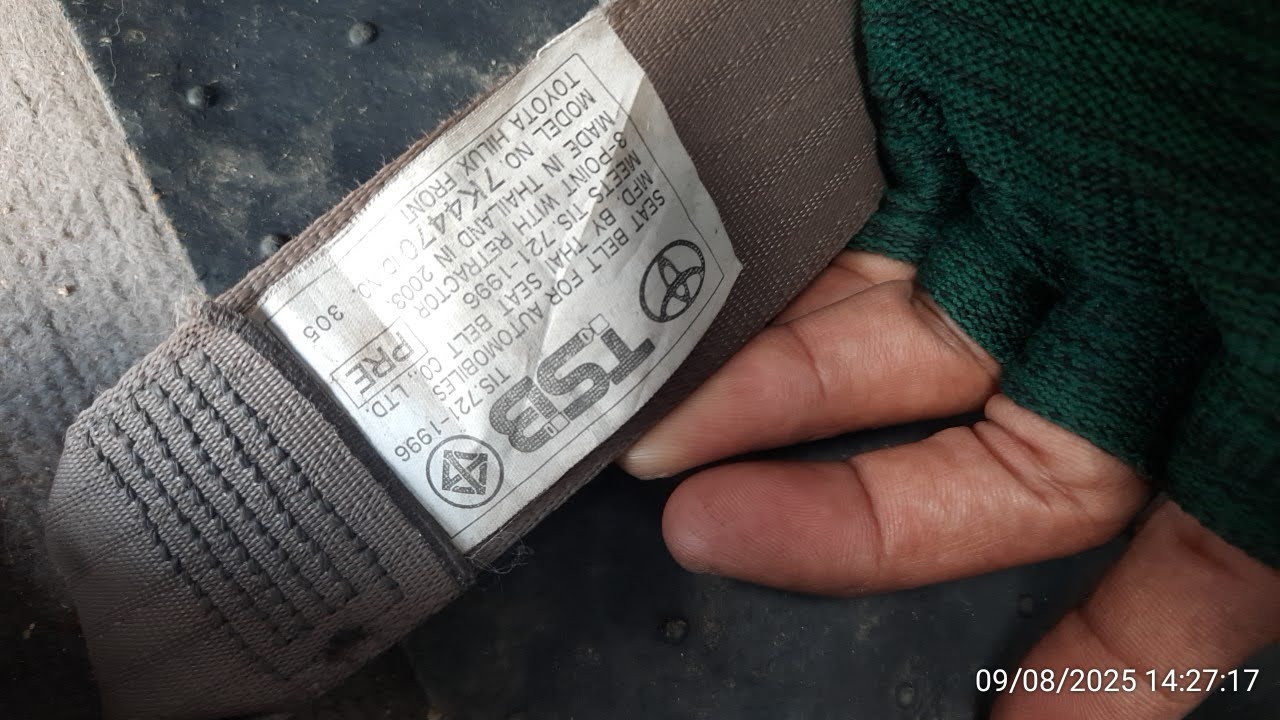 TSB
SEAT BELT FOR AUTOMOBILES TIS. 721-1996
MFD. BY THAI SEAT BELT CO., LTD.
MEETS TIS. 721-1996
3-POINT WITH RETRACTOR
MADE IN THAILAND IN 2003
MODEL NO. 7K4470
TOYOTA HILUX FRONT
PRE
305
09/08/2025 14:27:17